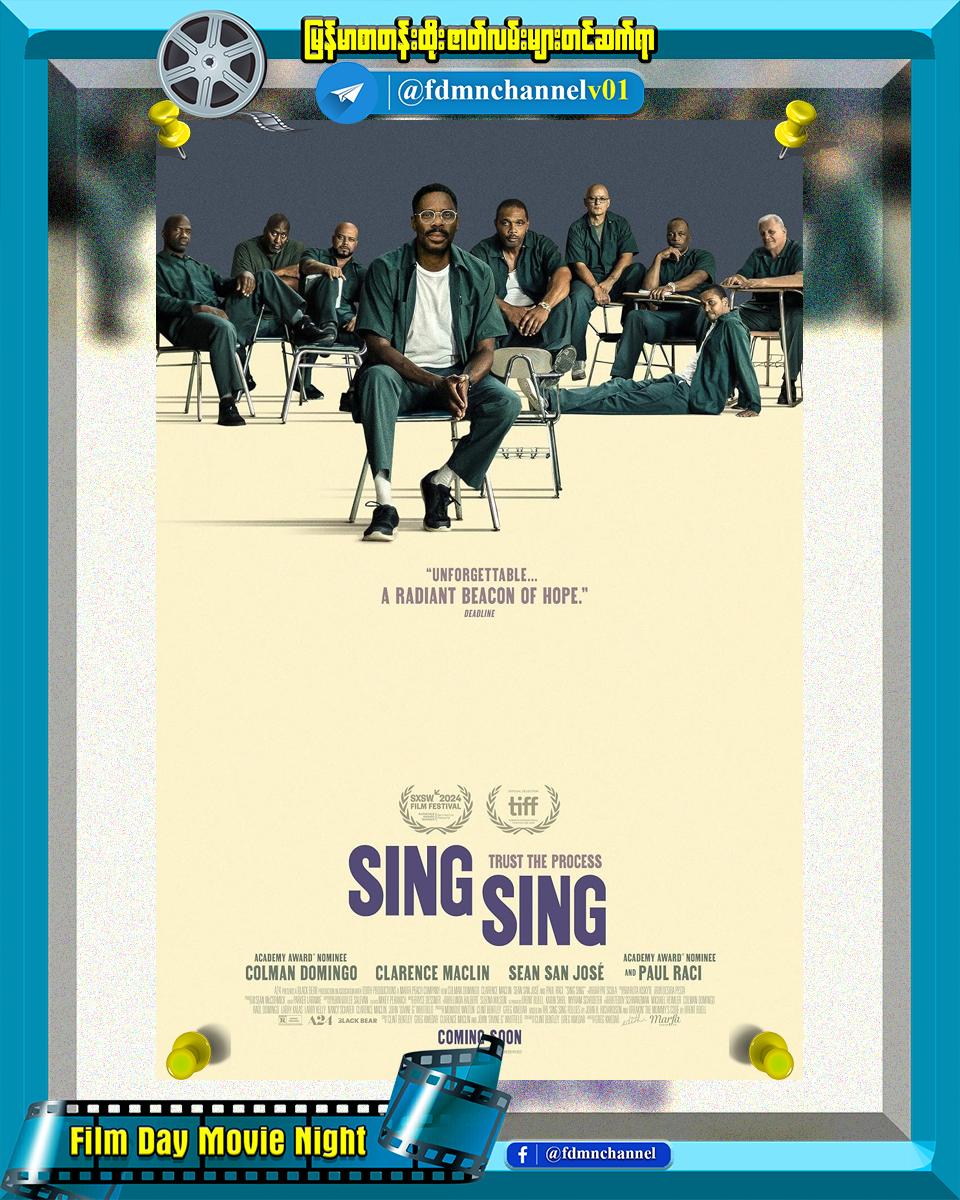 မြန်မာစာတန်းထိုးဇာတ်လမ်းများတင်ဆက်ရာ
@fdmnchannelv01
“UNFORGETTABLE...
A RADIANT BEACON OF HOPE.”
DEADLINE
SXSW 2024
FILM FESTIVAL
OFFICIAL SELECTION
tiff
SING TRUST THE PROCESS
SING
ACADEMY AWARD® NOMINEE
COLMAN DOMINGO CLARENCE MACLIN SEAN SAN JOSÉ
ACADEMY AWARD® NOMINEE
AND PAUL RACI
A24 BLACK BEAR Marfa
COMING SOON
Film Day Movie Night
f @fdmnchannel